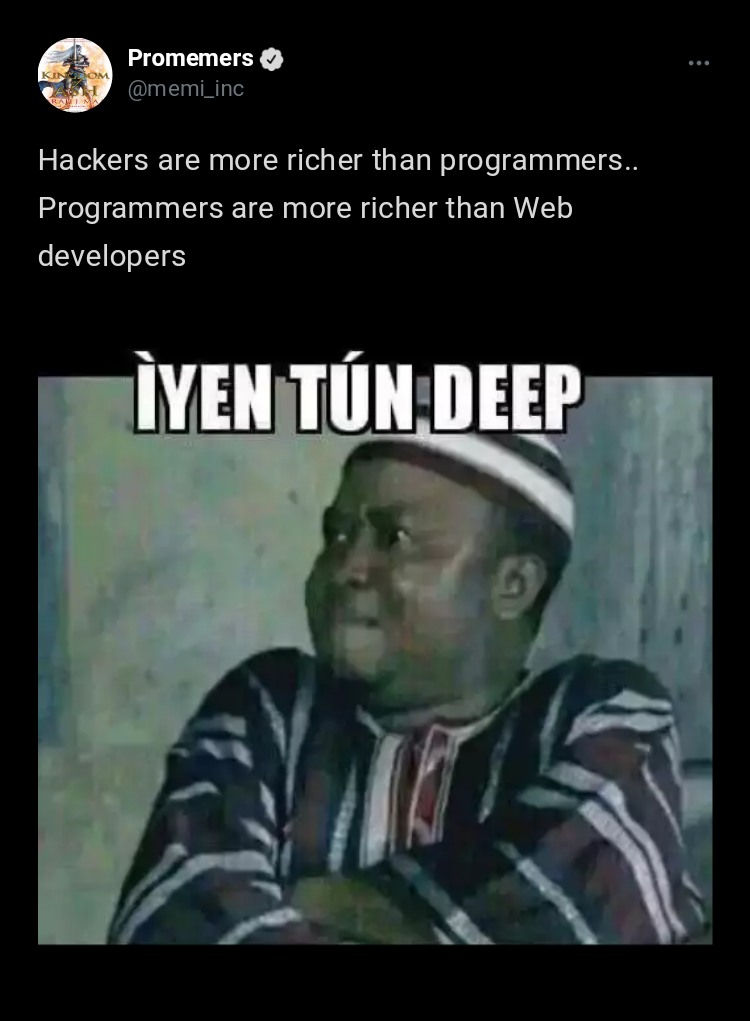 Promemers
@memi_inc
Hackers are more richer than programmers..
Programmers are more richer than Web
developers
ÌYEN TÚN DEEP